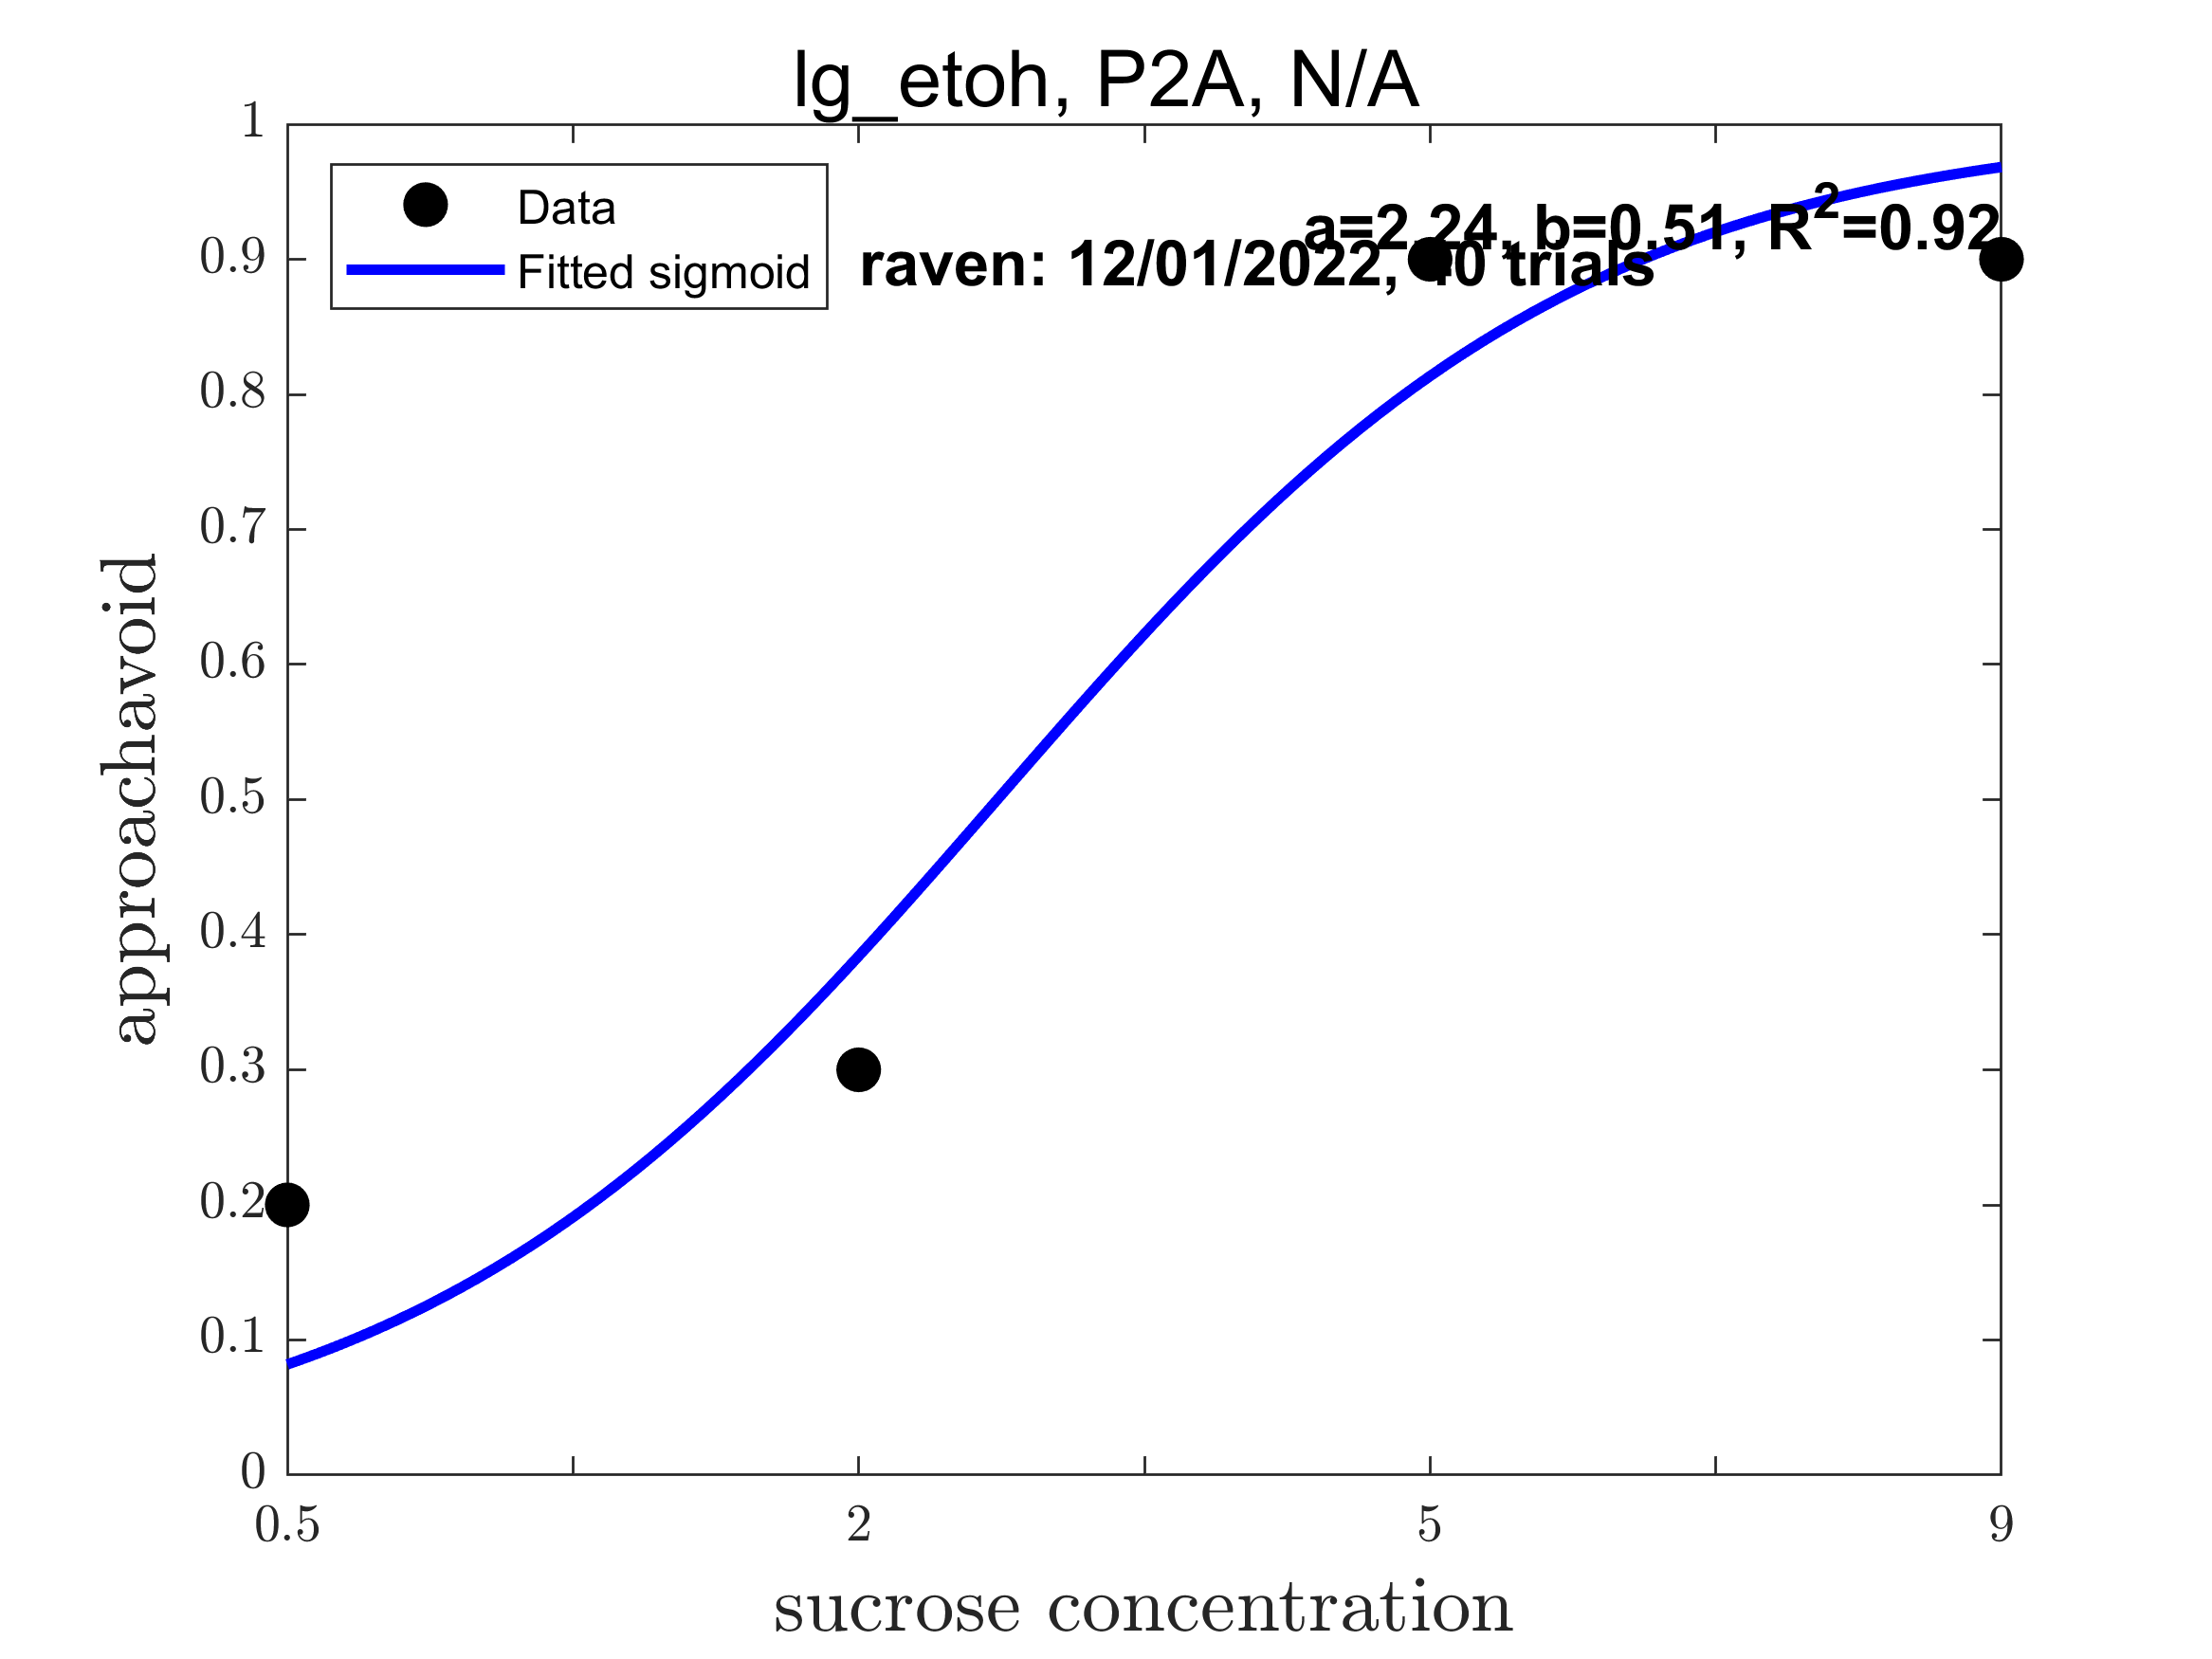 lg_etoh, P2A, N/A
1
0.9
0.8
0.7
0.6
0.5
0.4
0.3
0.2
0.1
0
approachavoid
Data
Fitted sigmoid
a=2.24, b=0.51, R²=0.92
raven: 12/01/2022, 40 trials
0.5 2 5 9
sucrose concentration